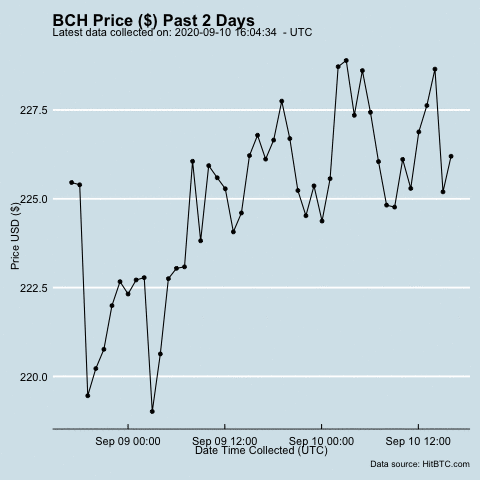 BCH Price ($) Past 2 Days
Latest data collected on: 2020-09-10 16:04:34  - UTC
227.5
225.0
222.5
220.0
Price USD ($)
Sep 09 00:00 Sep 09 12:00 Sep 10 00:00 Sep 10 12:00
Date Time Collected (UTC)
Data source: HitBTC.com